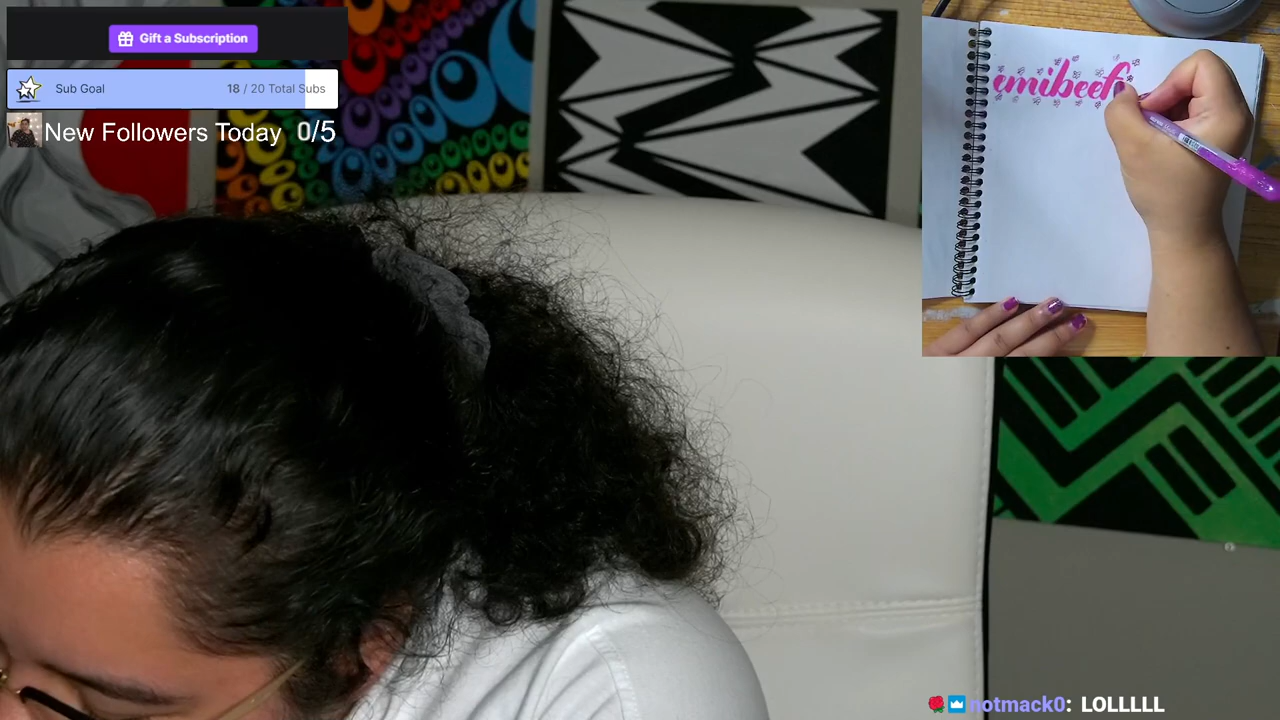 Gift a Subscription
Sub Goal 18 / 20 Total Subs
New Followers Today 0/5
emibeef
notmack0: LOLLLLL